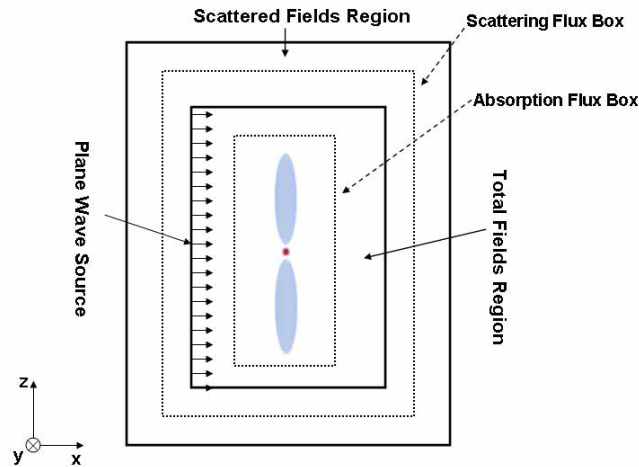 Scattered Fields Region
Scattering Flux Box
Absorption Flux Box
Plane Wave Source
Total Fields Region
z
y
x